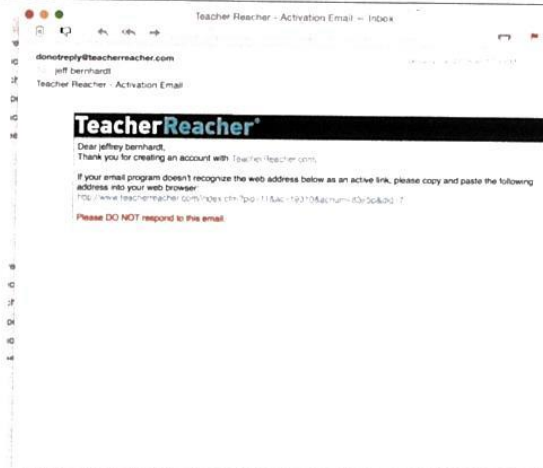 Teacher Reacher - Activation Email — Inbox
donotreply@teacherreacher.com
jeff bernhardt
Teacher Reacher - Activation Email
TeacherReacher®
Dear jeffrey bernhardt,
Thank you for creating an account with TeacherReacher.com.
If your email program doesn't recognize the web address below as an active link, please copy and paste the following
address into your web browser:
Please DO NOT respond to this email.